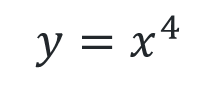 y = x⁴